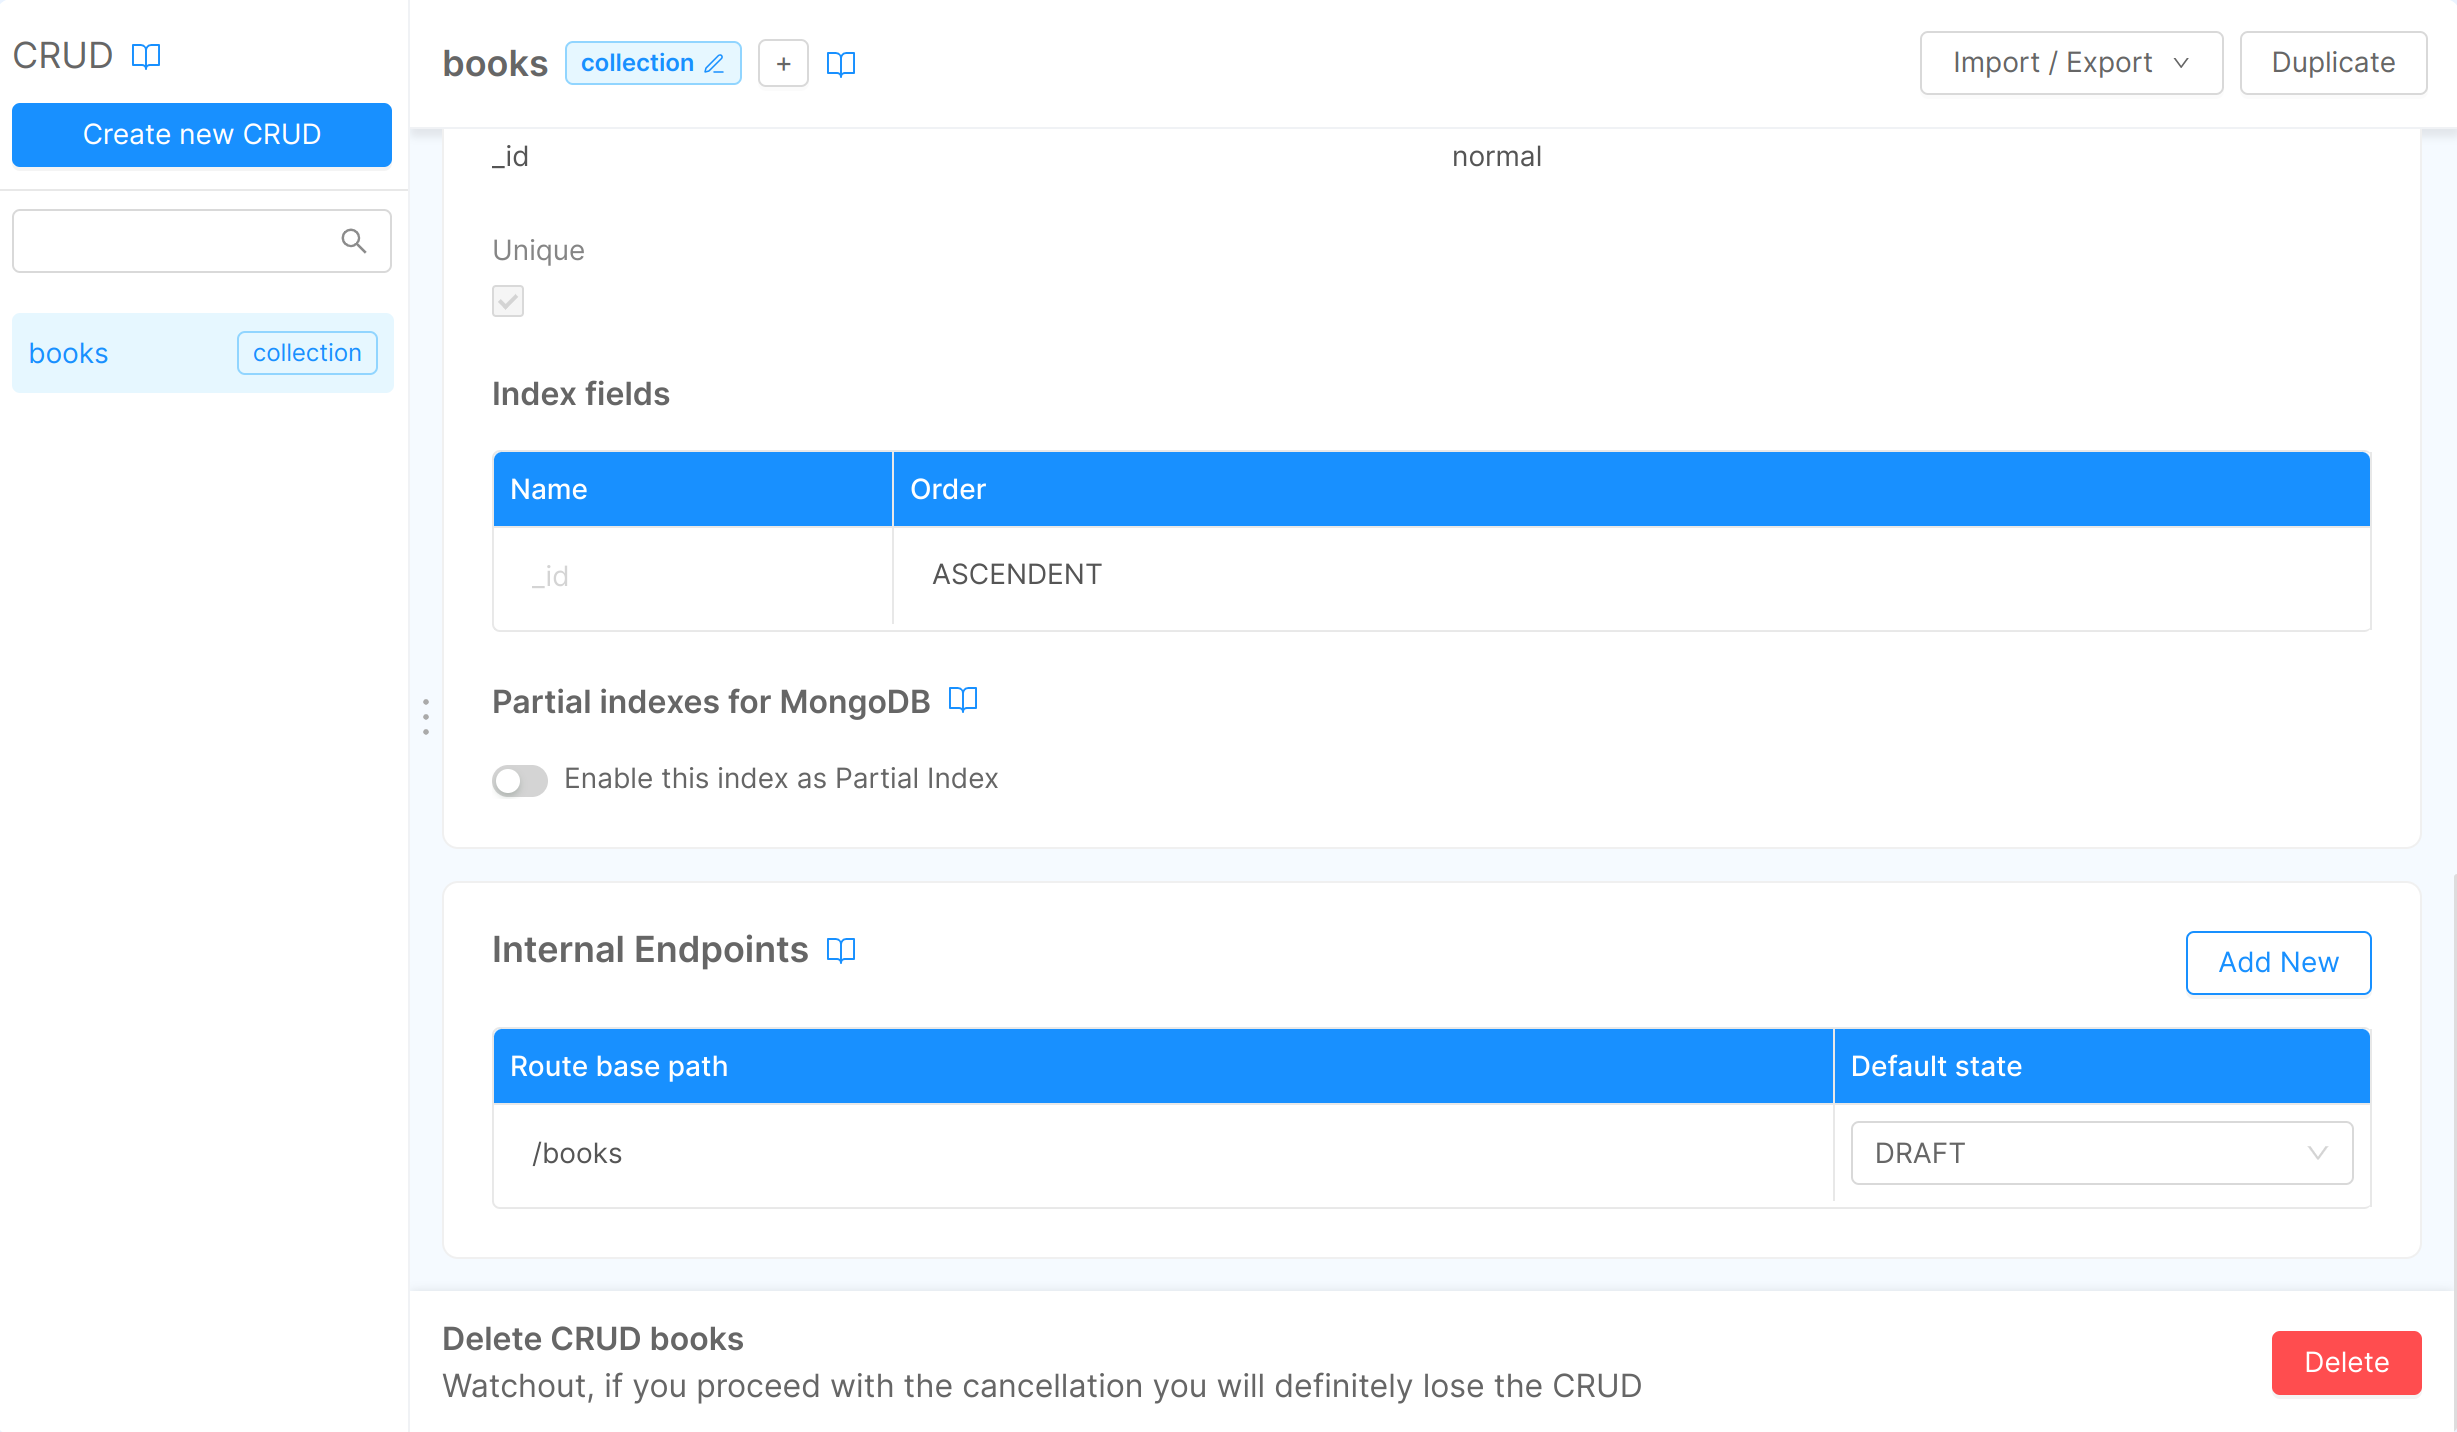 CRUD
Create new CRUD
books collection
books collection +
Import / Export Duplicate
_id normal
Unique
Index fields
Name Order
_id ASCENDENT
Partial indexes for MongoDB
Enable this index as Partial Index
Internal Endpoints
Add New
Route base path Default state
/books DRAFT
Delete CRUD books
Watchout, if you proceed with the cancellation you will definitely lose the CRUD
Delete